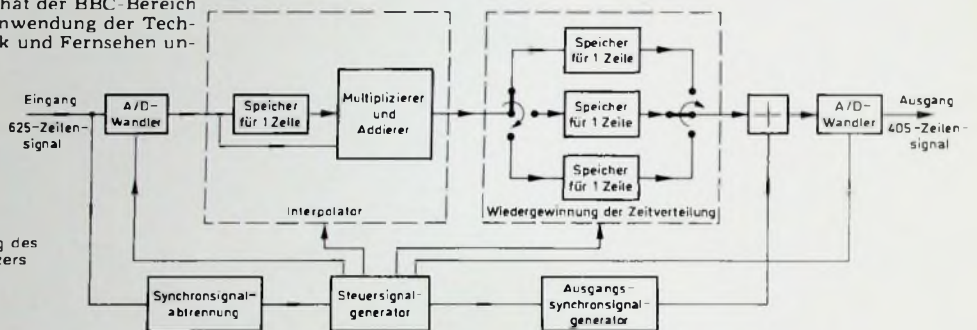 hat der BBC-Bereich
nwendung der Tech-
k und Fernsehen un-
Eingang
625-Zeilen-
signal
A/D-
Wandler
Speicher
für 1 Zeile
Multiplizierer
und
Addierer
Interpolator
Speicher
für 1 Zeile
Speicher
für 1 Zeile
Speicher
für 1 Zeile
Wiedergewinnung der Zeitverteilung
A/D-
Wandler
Ausgang
405-Zeilen-
signal
g des
zers
Synchronsignal-
abtrennung
Steuersignal-
generator
Ausgangs-
synchronsignal-
generator